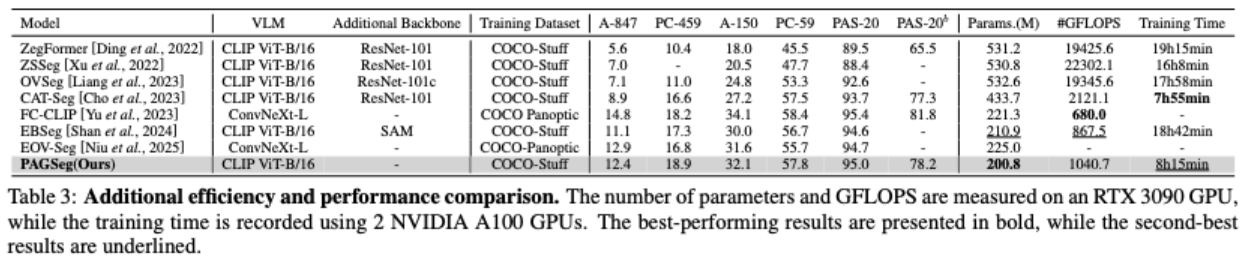 Model VLM Additional Backbone Training Dataset A-847 PC-459 A-150 PC-59 PAS-20 PAS-20ᵇ Params.(M) #GFLOPS Training Time
ZegFormer [Ding et al., 2022] CLIP ViT-B/16 ResNet-101 COCO-Stuff 5.6 10.4 18.0 45.5 89.5 65.5 531.2 19425.6 19h15min
ZSSeg [Xu et al., 2022] CLIP ViT-B/16 ResNet-101 COCO-Stuff 7.0 - 20.5 47.7 88.4 - 530.8 22302.1 16h8min
OVSeg [Liang et al., 2023] CLIP ViT-B/16 ResNet-101c COCO-Stuff 7.1 11.0 24.8 53.3 92.6 - 532.6 19345.6 17h58min
CAT-Seg [Cho et al., 2023] CLIP ViT-B/16 ResNet-101 COCO-Stuff 8.9 16.6 27.2 57.5 93.7 77.3 433.7 2121.1 7h55min
FC-CLIP [Yu et al., 2023] ConvNeXt-L - COCO Panoptic 14.8 18.2 34.1 58.4 95.4 81.8 221.3 680.0 -
EBSeg [Shan et al., 2024] CLIP ViT-B/16 SAM COCO-Stuff 11.1 17.3 30.0 56.7 94.6 - 210.9 867.5 18h42min
EOV-Seg [Niu et al., 2025] ConvNeXt-L - COCO-Panoptic 12.9 16.8 31.6 55.7 94.7 - 225.0 - -
PAGSeg(Ours) CLIP ViT-B/16 - COCO-Stuff 12.4 18.9 32.1 57.8 95.0 78.2 200.8 1040.7 8h15min
Table 3: Additional efficiency and performance comparison. The number of parameters and GFLOPS are measured on an RTX 3090 GPU,
while the training time is recorded using 2 NVIDIA A100 GPUs. The best-performing results are presented in bold, while the second-best
results are underlined.